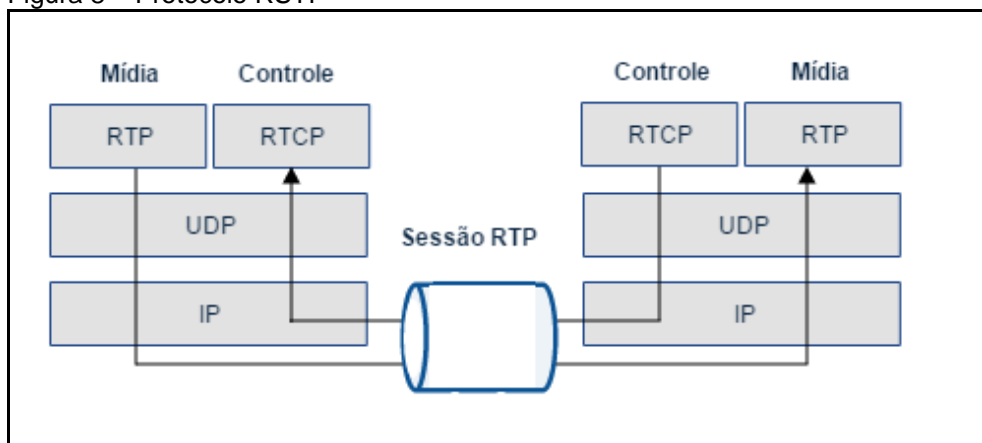 Mídia Controle Controle Mídia
RTP RTCP RTCP RTP
UDP UDP
Sessão RTP
IP IP